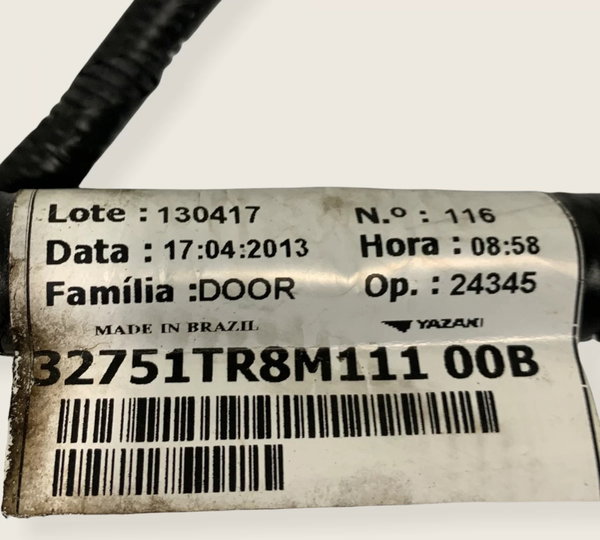 Lote : 130417 N.º : 116
Data : 17:04:2013 Hora : 08:58
Família :DOOR Op. : 24345
MADE IN BRAZIL YAZAKI
32751TR8M111 00B